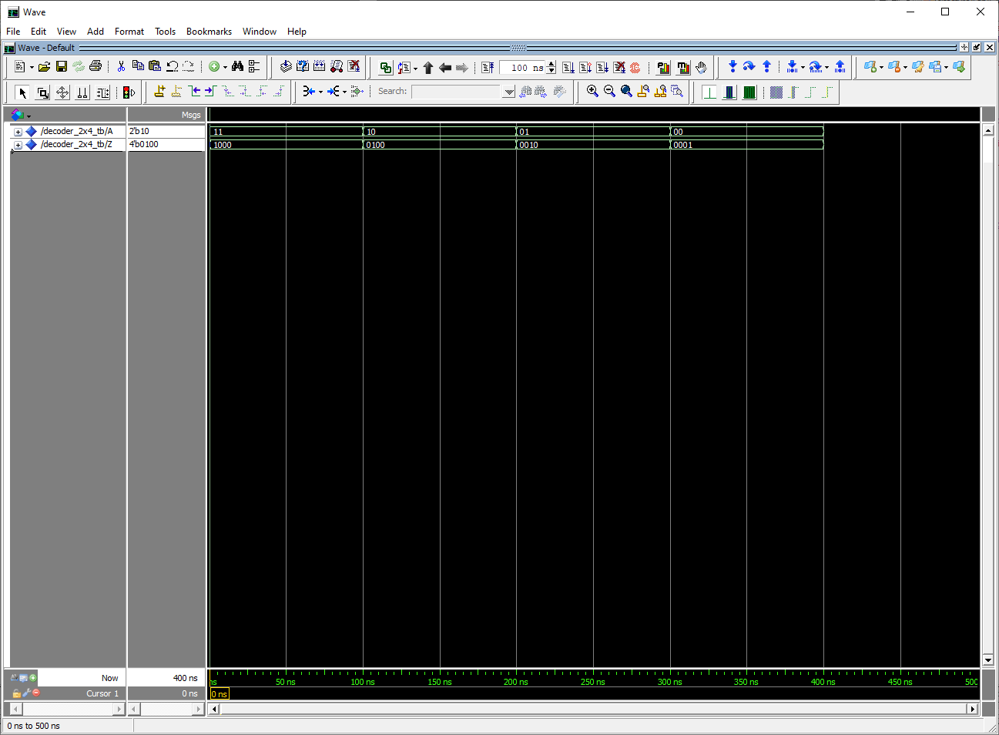 Wave
File Edit View Add Format Tools Bookmarks Window Help
Wave - Default
100 ns
Search:
Msgs
/decoder_2x4_tb/A 2'b10 11 10 01 00
/decoder_2x4_tb/Z 4'b0100 1000 0100 0010 0001
Now 400 ns ns 50 ns 100 ns 150 ns 200 ns 250 ns 300 ns 350 ns 400 ns 450 ns 500
Cursor 1 0 ns 0 ns
0 ns to 500 ns